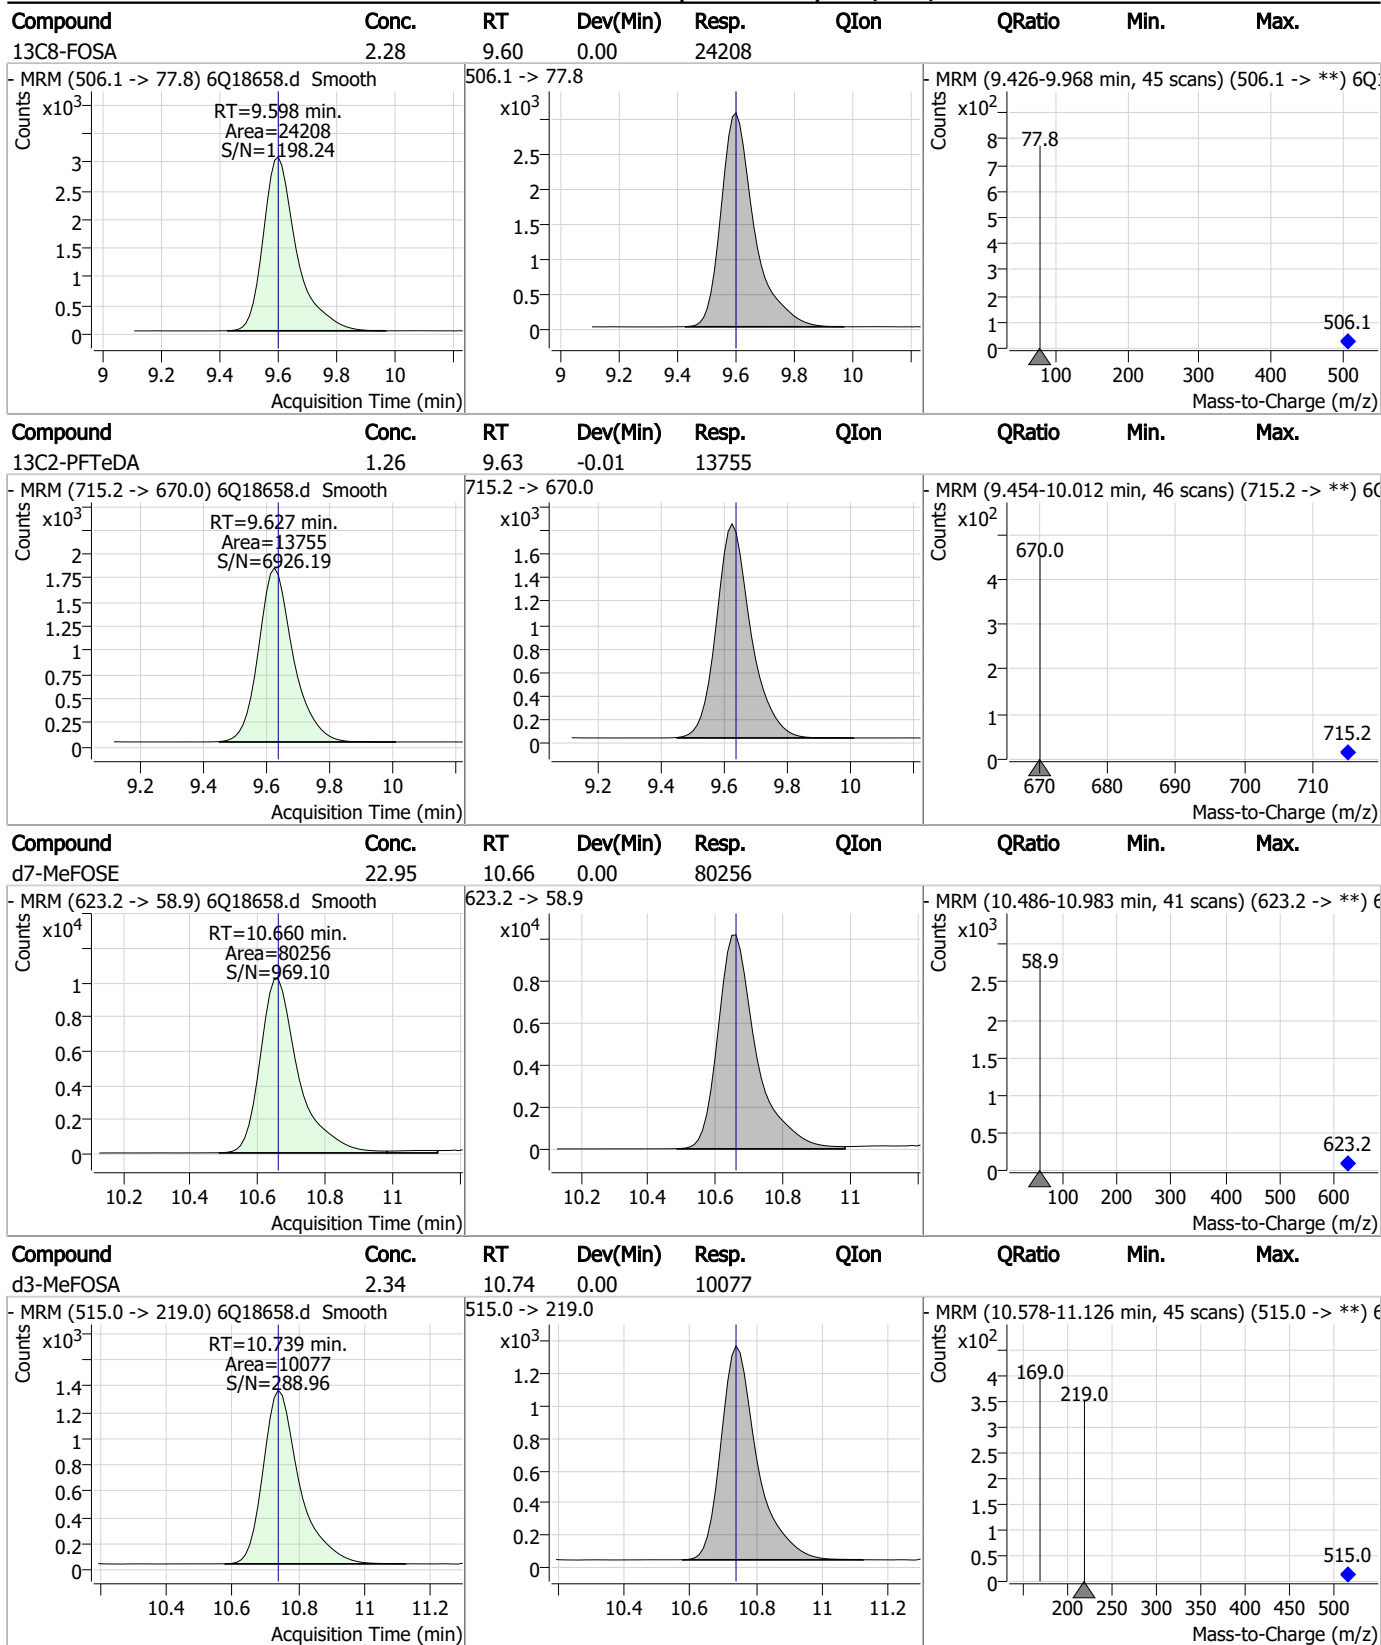 Compound Conc. RT Dev(Min) Resp. QIon QRatio Min. Max.
13C8-FOSA 2.28 9.60 0.00 24208
- MRM (506.1 -> 77.8) 6Q18658.d Smooth
Counts
x10³
RT=9.598 min.
Area=24208
S/N=1198.24
3
2.5
2
1.5
1
0.5
0
9 9.2 9.4 9.6 9.8 10
Acquisition Time (min)
506.1 -> 77.8
x10³
2.5
2
1.5
1
0.5
0
9 9.2 9.4 9.6 9.8 10
- MRM (9.426-9.968 min, 45 scans) (506.1 -> **) 6Q1
Counts
x10²
8
7
6
5
4
3
2
1
0
77.8
506.1
100 200 300 400 500
Mass-to-Charge (m/z)
Compound Conc. RT Dev(Min) Resp. QIon QRatio Min. Max.
13C2-PFTeDA 1.26 9.63 -0.01 13755
- MRM (715.2 -> 670.0) 6Q18658.d Smooth
Counts
x10³
RT=9.627 min.
Area=13755
S/N=6926.19
2
1.75
1.5
1.25
1
0.75
0.5
0.25
0
9.2 9.4 9.6 9.8 10
Acquisition Time (min)
715.2 -> 670.0
x10³
1.6
1.4
1.2
1
0.8
0.6
0.4
0.2
0
9.2 9.4 9.6 9.8 10
- MRM (9.454-10.012 min, 46 scans) (715.2 -> **) 6
Counts
x10²
4
3
2
1
0
670.0
715.2
670 680 690 700 710
Mass-to-Charge (m/z)
Compound Conc. RT Dev(Min) Resp. QIon QRatio Min. Max.
d7-MeFOSE 22.95 10.66 0.00 80256
- MRM (623.2 -> 58.9) 6Q18658.d Smooth
Counts
x10⁴
RT=10.660 min.
Area=80256
S/N=969.10
1
0.8
0.6
0.4
0.2
0
10.2 10.4 10.6 10.8 11
Acquisition Time (min)
623.2 -> 58.9
x10⁴
0.8
0.6
0.4
0.2
0
10.2 10.4 10.6 10.8 11
- MRM (10.486-10.983 min, 41 scans) (623.2 -> **) 6
Counts
x10³
2.5
2
1.5
1
0.5
0
58.9
623.2
100 200 300 400 500 600
Mass-to-Charge (m/z)
Compound Conc. RT Dev(Min) Resp. QIon QRatio Min. Max.
d3-MeFOSA 2.34 10.74 0.00 10077
- MRM (515.0 -> 219.0) 6Q18658.d Smooth
Counts
x10³
RT=10.739 min.
Area=10077
S/N=288.96
1.4
1.2
1
0.8
0.6
0.4
0.2
0
10.4 10.6 10.8 11 11.2
Acquisition Time (min)
515.0 -> 219.0
x10³
1.2
1
0.8
0.6
0.4
0.2
0
10.4 10.6 10.8 11 11.2
- MRM (10.578-11.126 min, 45 scans) (515.0 -> **) 6
Counts
x10²
4
3.5
3
2.5
2
1.5
1
0.5
0
169.0
219.0
515.0
200 250 300 350 400 450 500
Mass-to-Charge (m/z)